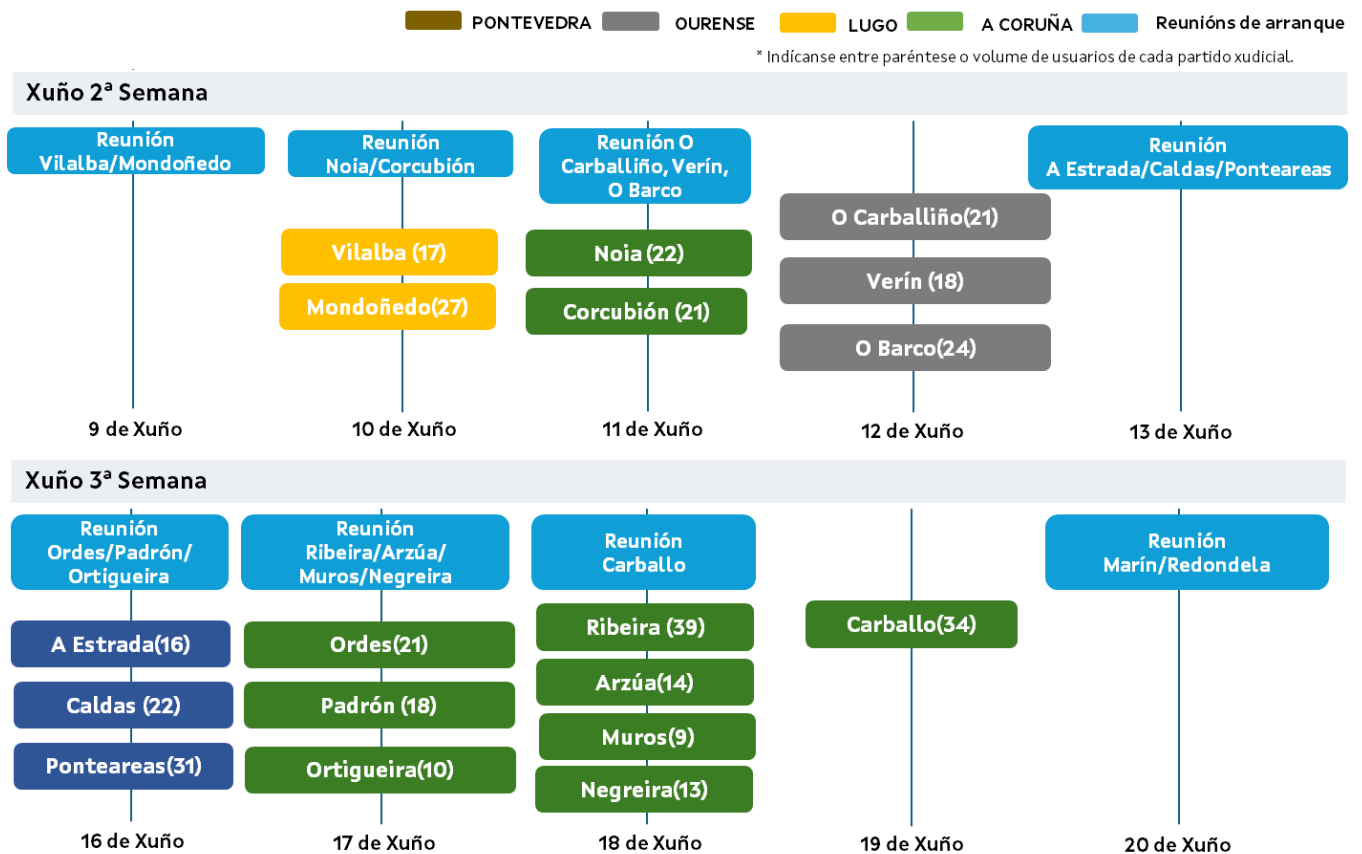 PONTEVEDRA OURENSE LUGO A CORUÑA Reunións de arranque
* Indícanse entre paréntese o volume de usuarios de cada partido xudicial.
Xuño 2ª Semana
Reunión
Vilalba/Mondoñedo
Reunión
Noia/Corcubión
Reunión O
Carballiño, Verín,
O Barco
Reunión
A Estrada/Caldas/Ponteareas
Vilalba (17)
Mondoñedo(27)
Noia (22)
Corcubión (21)
O Carballiño(21)
Verín (18)
O Barco(24)
9 de Xuño
10 de Xuño
11 de Xuño
12 de Xuño
13 de Xuño
Xuño 3ª Semana
Reunión
Ordes/Padrón/
Ortigueira
Reunión
Ribeira/Arzúa/
Muros/Negreira
Reunión
Carballo
Reunión
Marín/Redondela
A Estrada(16)
Caldas (22)
Ponteareas(31)
Ordes(21)
Padrón (18)
Ortigueira(10)
Ribeira (39)
Arzúa(14)
Muros(9)
Negreira(13)
Carballo(34)
16 de Xuño
17 de Xuño
18 de Xuño
19 de Xuño
20 de Xuño